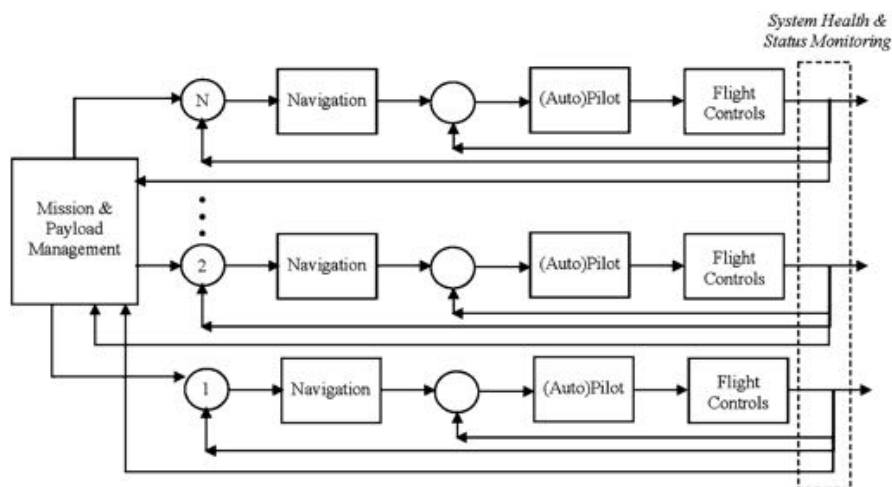 System Health &
Status Monitoring
N
Navigation
(Auto)Pilot
Flight
Controls
Mission &
Payload
Management
2
Navigation
(Auto)Pilot
Flight
Controls
1
Navigation
(Auto)Pilot
Flight
Controls